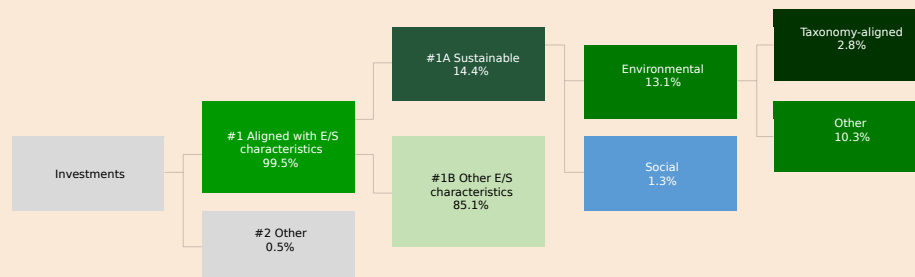 Investments
#1 Aligned with E/S
characteristics
99.5%
#2 Other
0.5%
#1A Sustainable
14.4%
#1B Other E/S
characteristics
85.1%
Environmental
13.1%
Social
1.3%
Taxonomy-aligned
2.8%
Other
10.3%